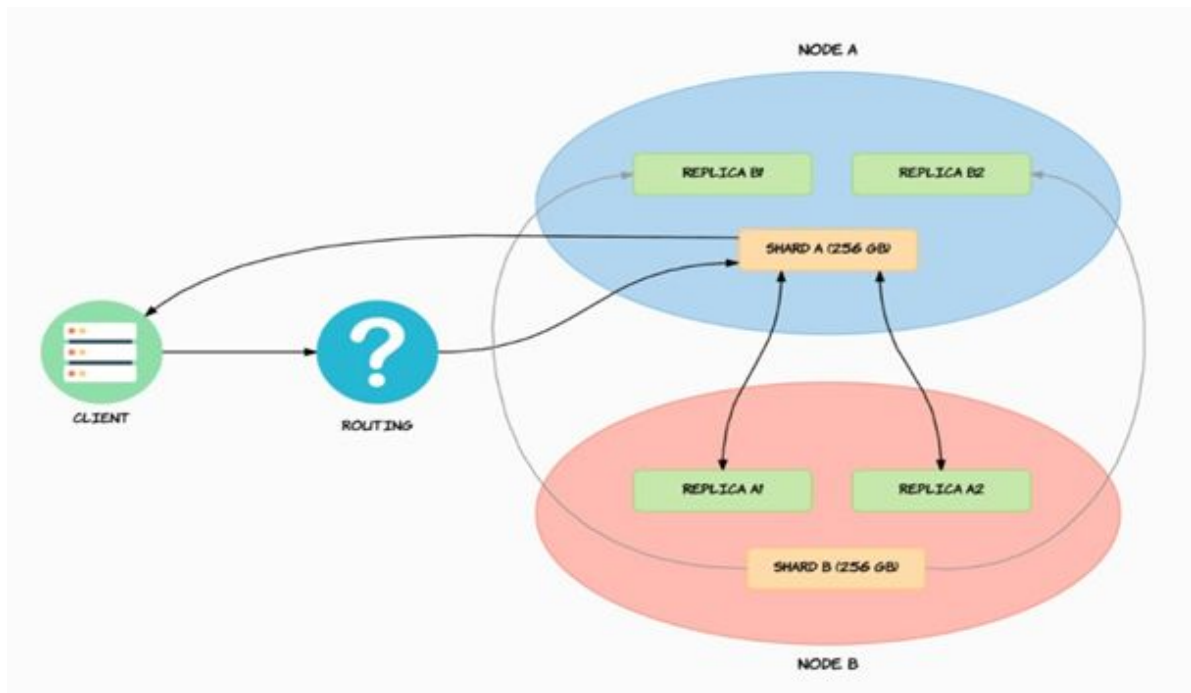 NODE A
REPLICA B1
REPLICA B2
SHARD A (256 GB)
CLIENT
ROUTING
REPLICA A1
REPLICA A2
SHARD B (256 GB)
NODE B